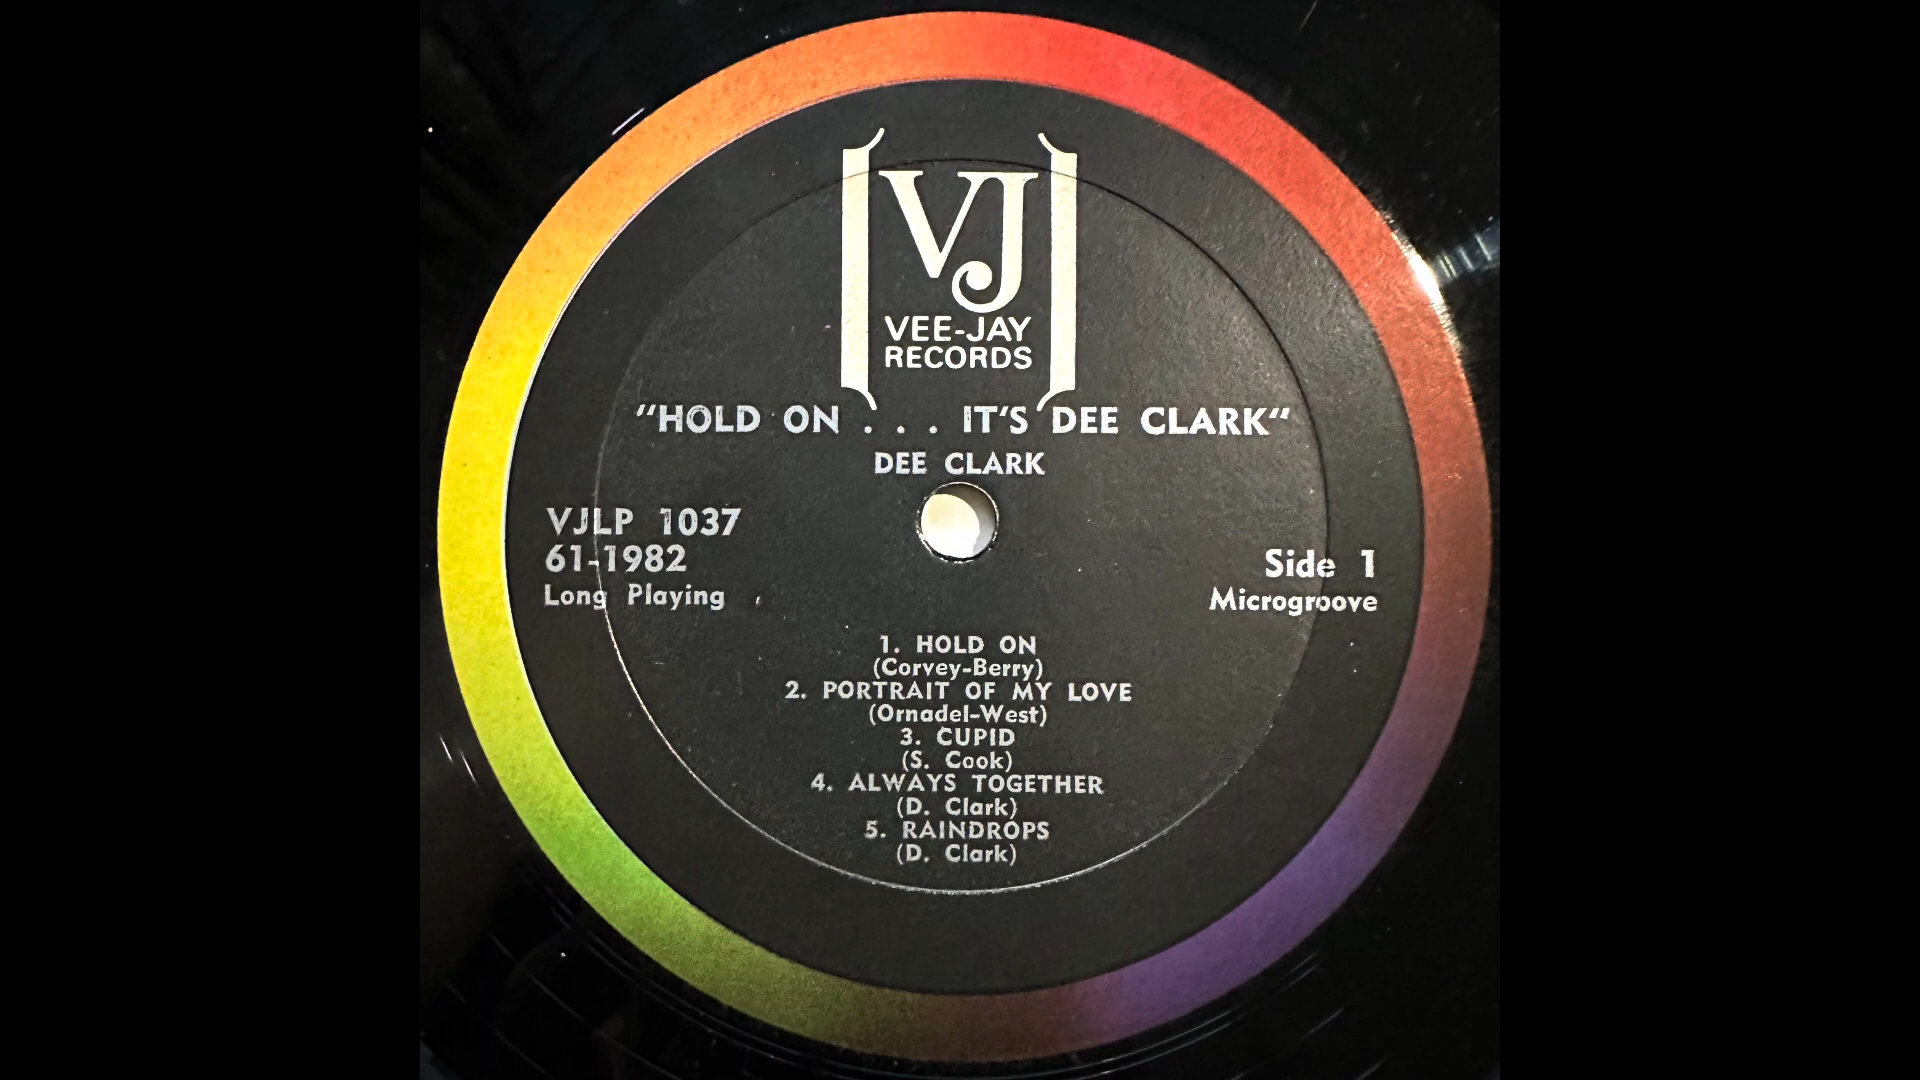 VJ
VEE-JAY
RECORDS
"HOLD ON . . . IT'S DEE CLARK"
DEE CLARK
VJLP 1037
61-1982
Long Playing
Side 1
Microgroove
1. HOLD ON
(Corvey-Berry)
2. PORTRAIT OF MY LOVE
(Ornadel-West)
3. CUPID
(S. Cook)
4. ALWAYS TOGETHER
(D. Clark)
5. RAINDROPS
(D. Clark)